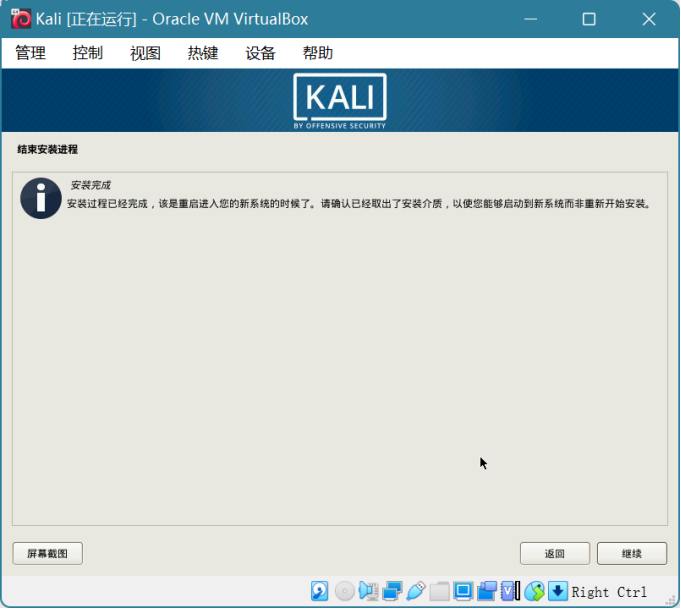 Kali [正在运行] - Oracle VM VirtualBox
管理 控制 视图 热键 设备 帮助
KALI
BY OFFENSIVE SECURITY
结束安装进程
安装完成
安装过程已经完成，该是重启进入您的新系统的时候了。请确认已经取出了安装介质，以便您能够启动到新系统而非重新开始安装。
屏幕截图 返回 继续
Right Ctrl